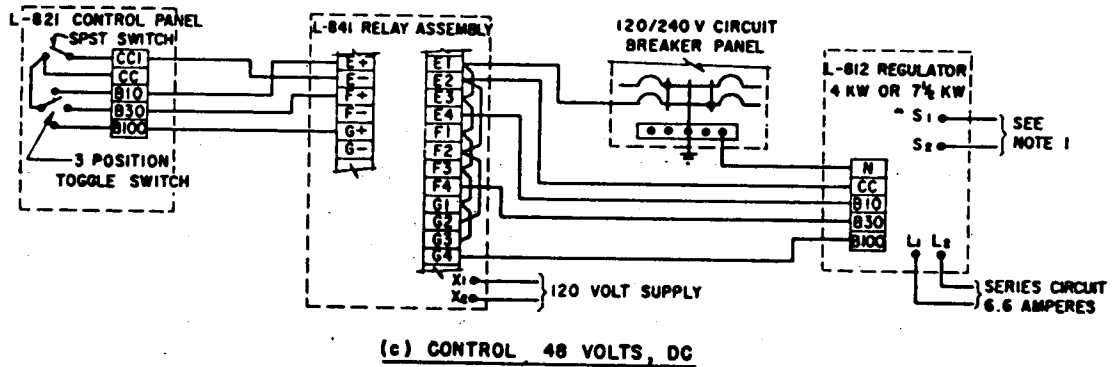 L-821 CONTROL PANEL
SPST SWITCH
CC1
CC
B10
B30
B100
3 POSITION
TOGGLE SWITCH
L-841 RELAY ASSEMBLY
E+
E-
F+
F-
G+
G-
E1
E2
E3
E4
F1
F2
F3
F4
G1
G2
G3
G4
X1
X2
120 VOLT SUPPLY
120/240 V CIRCUIT
BREAKER PANEL
L-812 REGULATOR
4 KW OR 7½ KW
S1
S2
SEE
NOTE 1
N
CC
B10
B30
B100
L1 L2
SERIES CIRCUIT
6.6 AMPERES
(c) CONTROL 48 VOLTS, DC